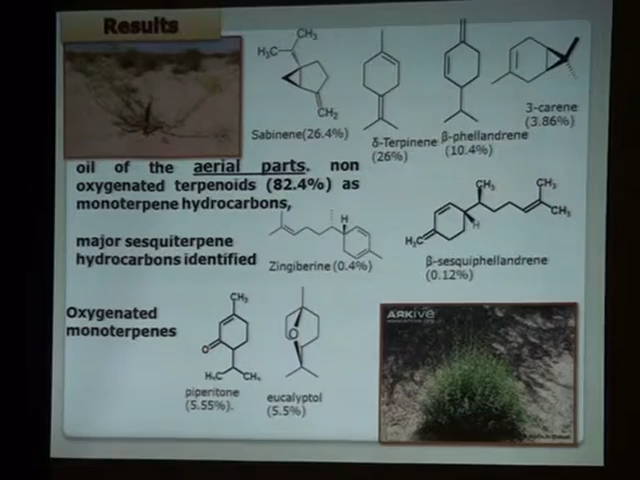 Results
CH₃
H₃C
CH₂
Sabinene(26.4%)
δ-Terpinene
(26%)
β-phellandrene
(10.4%)
3-carene
(3.86%)
oil of the aerial parts. non
oxygenated terpenoids (82.4%) as
monoterpene hydrocarbons,
major sesquiterpene
hydrocarbons identified
H
Zingiberine (0.4%)
CH₃
CH₃
CH₃
H
H₂C
β-sesquiphellandrene
(0.12%)
Oxygenated
monoterpenes
CH₃
O
H₃C
CH₃
piperitone
(5.55%).
O
eucalyptol
(5.5%)
ARKive